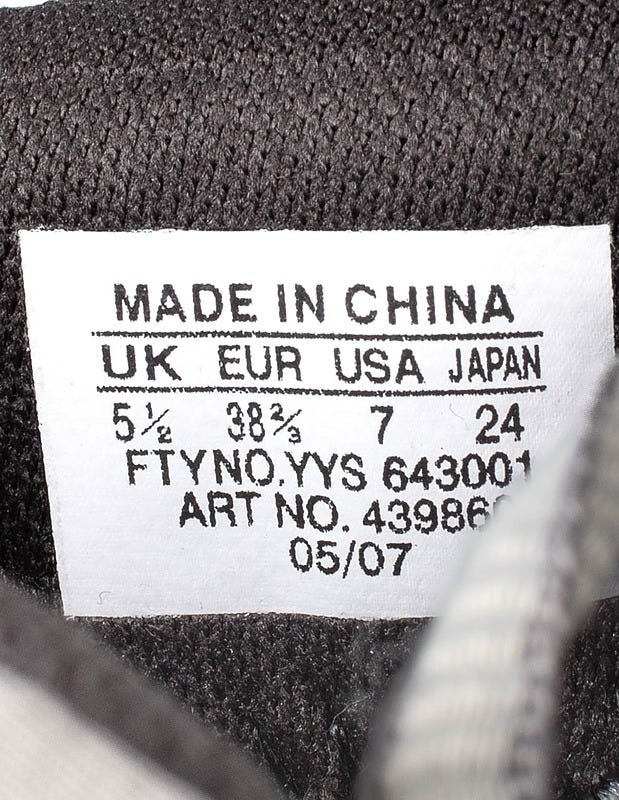 MADE IN CHINA
UK EUR USA JAPAN
5½ 38⅔ 7 24
FTYNO.YYS 643001
ART NO.
05/07